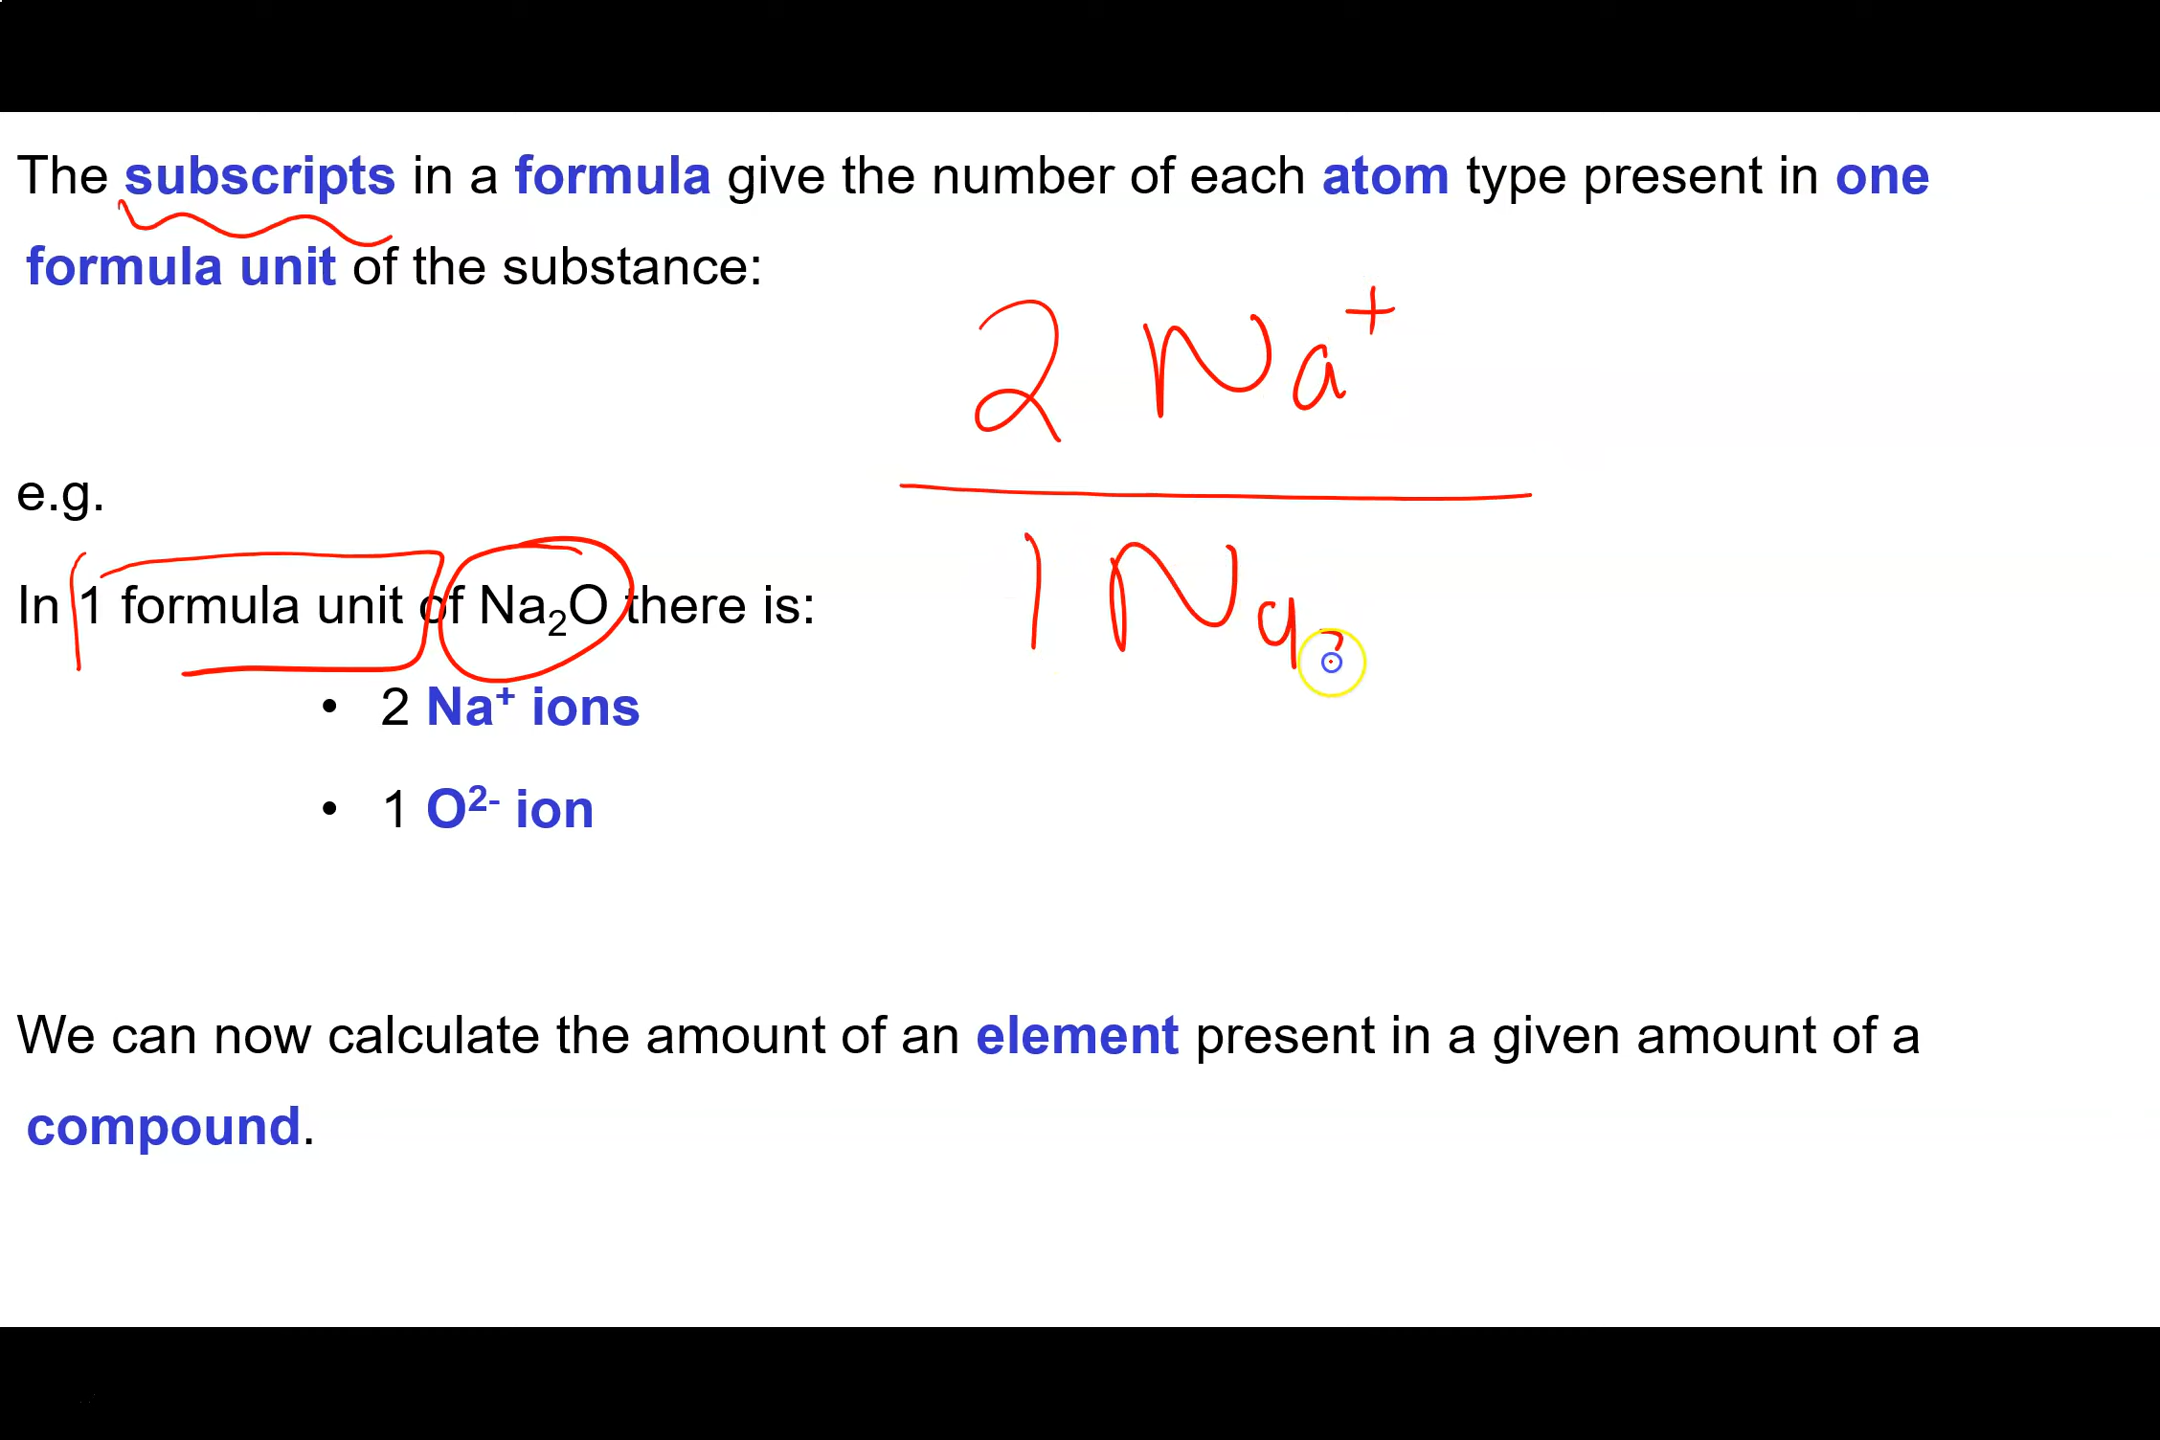 The subscripts in a formula give the number of each atom type present in one
formula unit of the substance:
2 Na⁺
e.g.
In 1 formula unit of Na₂O there is:
1 Na
• 2 Na⁺ ions
• 1 O²⁻ ion
We can now calculate the amount of an element present in a given amount of a
compound.